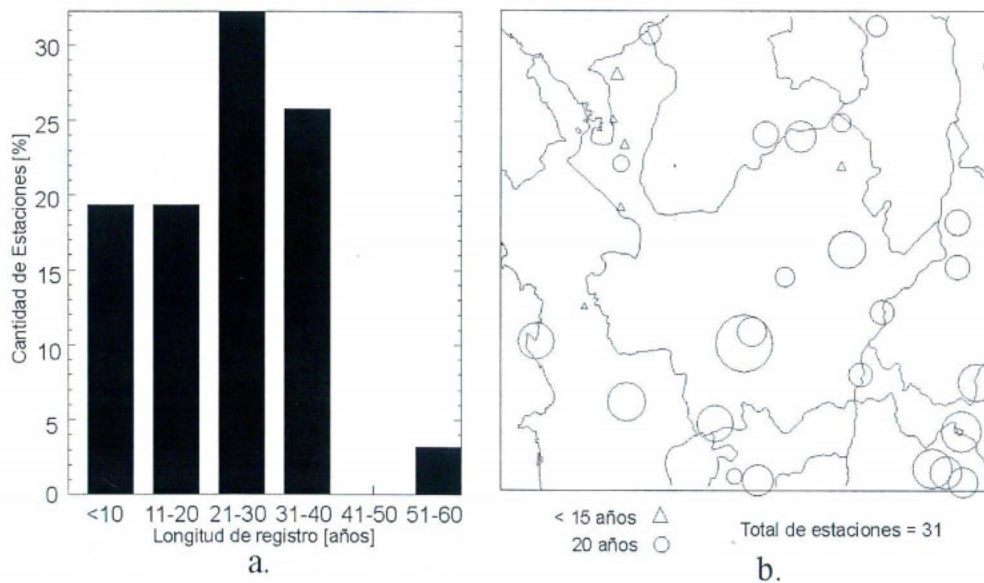 Cantidad de Estaciones [%]
30
25
20
15
10
5
0
<10 11-20 21-30 31-40 41-50 51-60
Longitud de registro [años]
a.
< 15 años
20 años
Total de estaciones = 31
b.